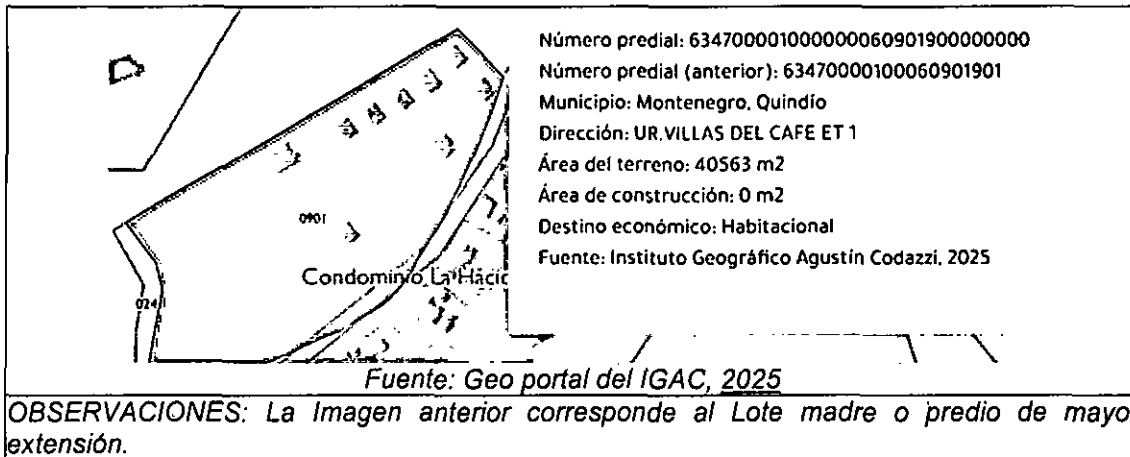 Número predial: 634700001000000060901900000000
Número predial (anterior): 63470000100060901901
Municipio: Montenegro, Quindío
Dirección: UR.VILLAS DEL CAFE ET 1
Área del terreno: 40563 m2
Área de construcción: 0 m2
Destino económico: Habitacional
Fuente: Instituto Geográfico Agustín Codazzi, 2025
0901
Condominio La Hacic
Fuente: Geo portal del IGAC, 2025
OBSERVACIONES: La Imagen anterior corresponde al Lote madre o predio de mayo
extensión.